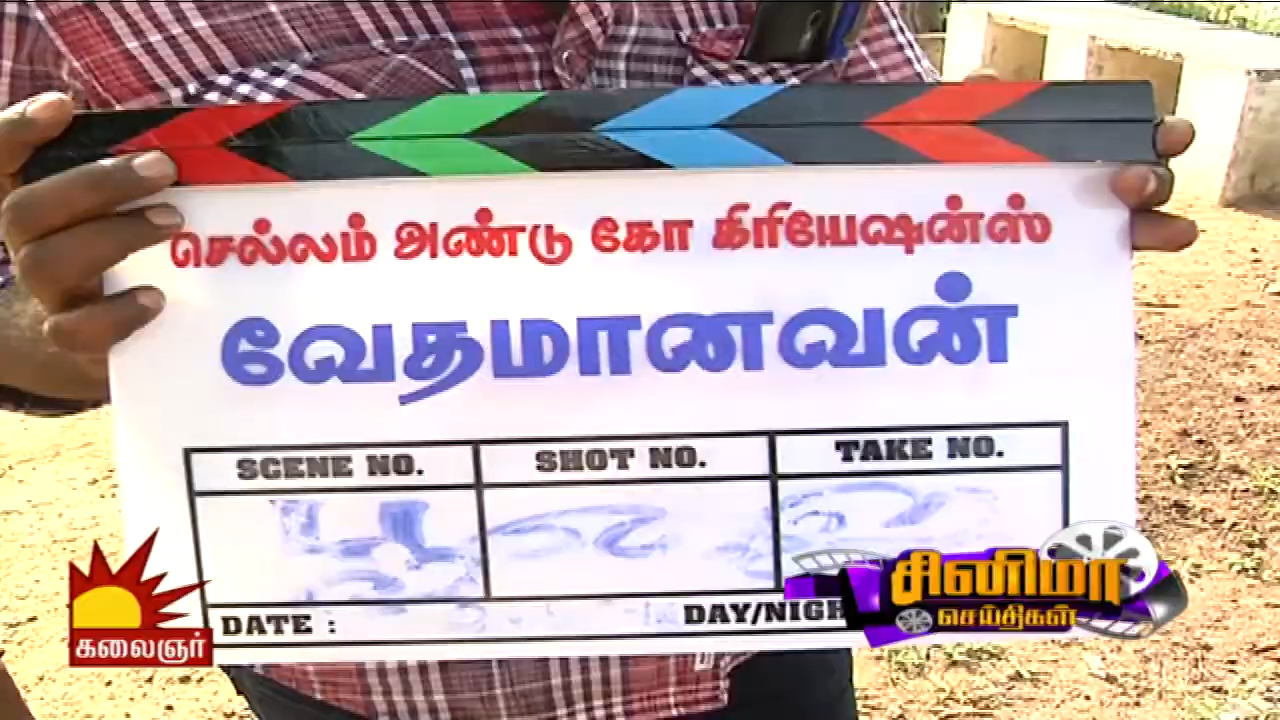 செல்லம் அண்டு கோ கிரியேஷன்ஸ்
வேதமானவன்
SCENE NO. SHOT NO. TAKE NO.
DATE : DAY/NIGH
கலைஞர்
சினிமா
செய்திகள்